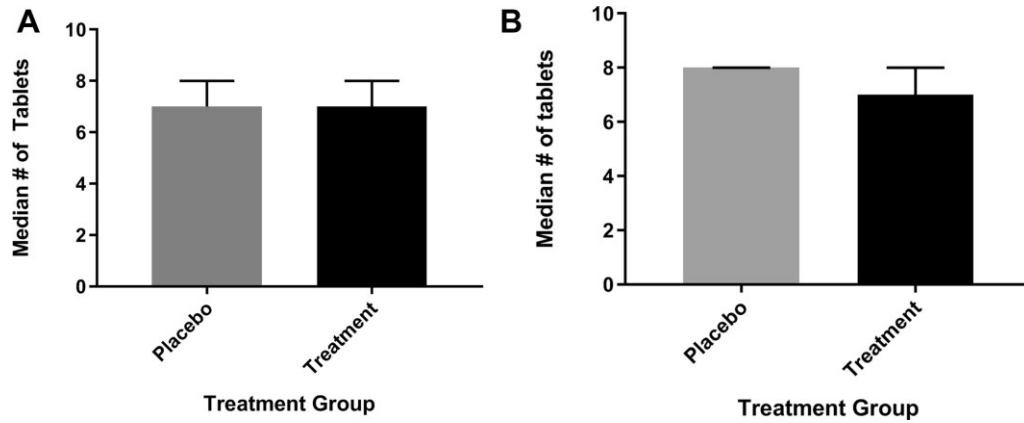 A
Median # of Tablets
10
8
6
4
2
0
Placebo
Treatment
Treatment Group
B
Median # of tablets
10
8
6
4
2
0
Placebo
Treatment
Treatment Group